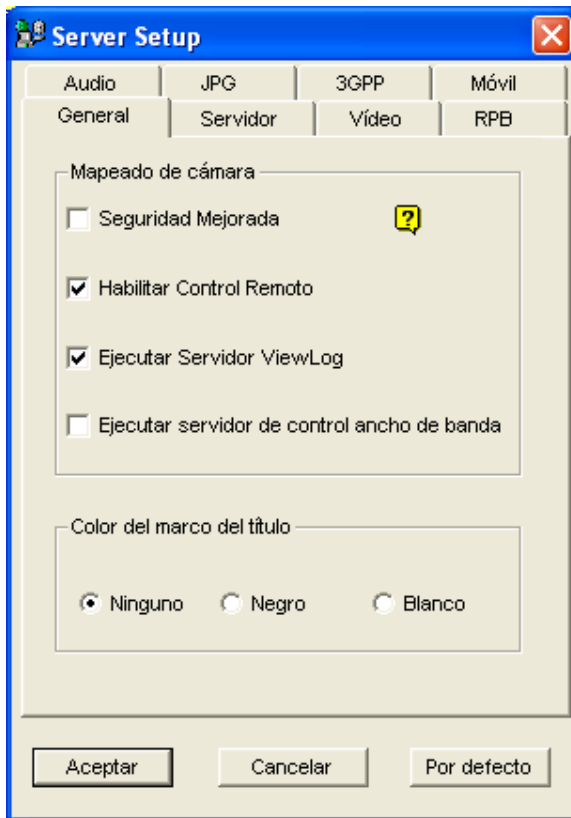 Server Setup
Audio JPG 3GPP Móvil
General Servidor Vídeo RPB
Mapeado de cámara
Seguridad Mejorada
?
Habilitar Control Remoto
Ejecutar Servidor ViewLog
Ejecutar servidor de control ancho de banda
Color del marco del título
Ninguno Negro Blanco
Aceptar Cancelar Por defecto